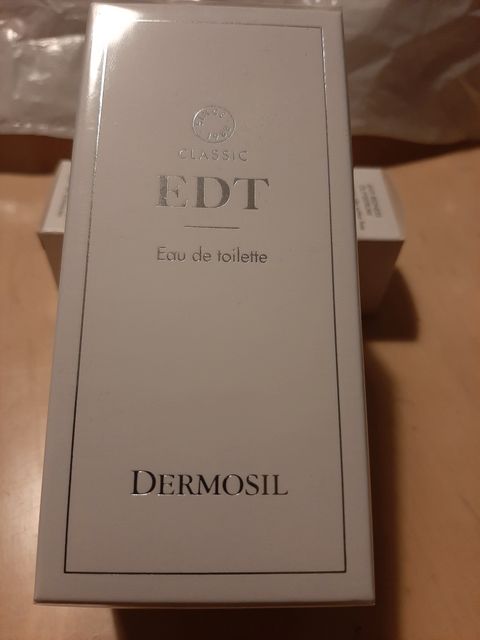 CLASSIC
EDT
Eau de toilette
DERMOSIL